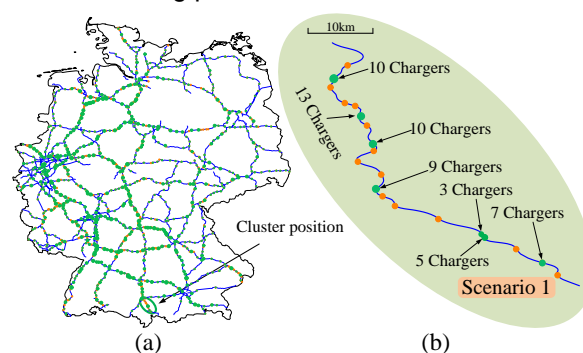 10km
10 Chargers
13 Chargers
10 Chargers
9 Chargers
3 Chargers
7 Chargers
5 Chargers
Cluster position
Scenario 1
(a)
(b)